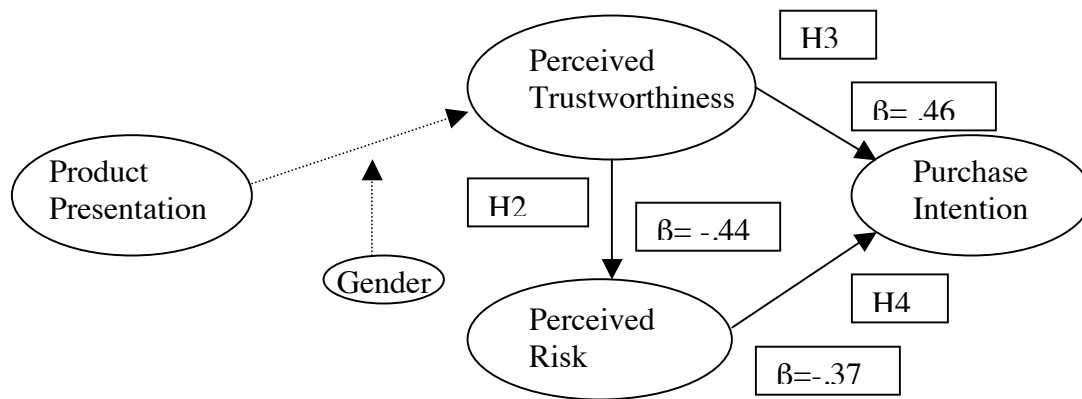 H3
Perceived
Trustworthiness
ß= .46
Product
Presentation
H2
Purchase
Intention
ß= -.44
Gender
H4
Perceived
Risk
ß=-.37